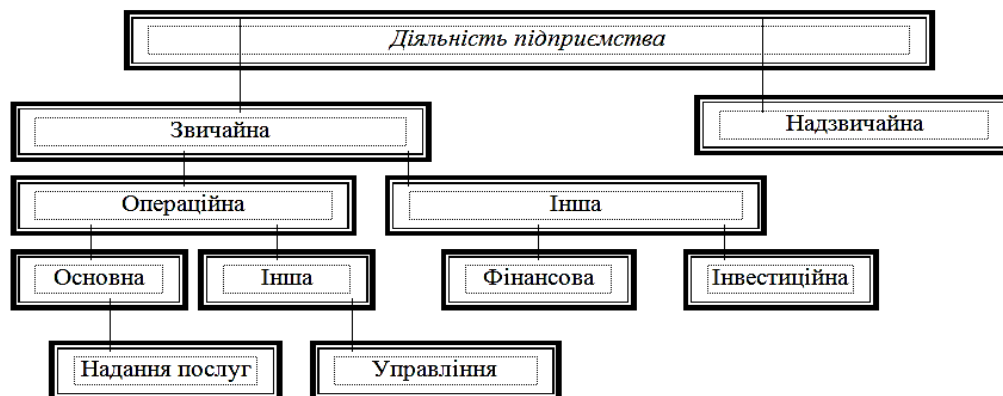 Діяльність підприємства
Звичайна
Надзвичайна
Операційна
Інша
Основна
Інша
Фінансова
Інвестиційна
Надання послуг
Управління